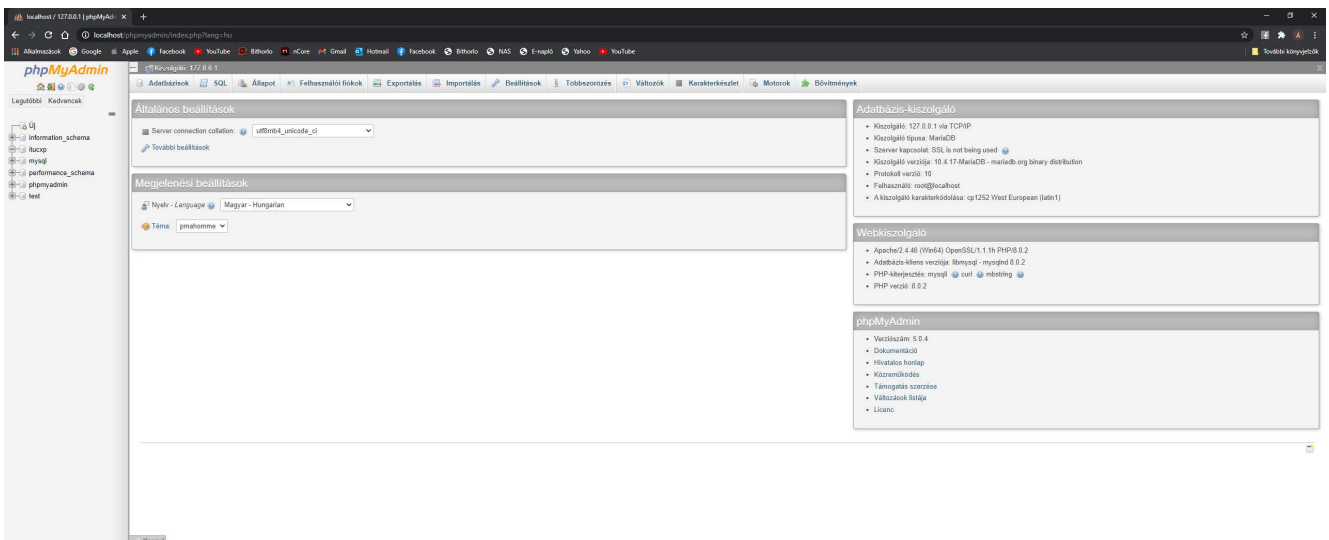 localhost / 127.0.0.1 | phpMyAdm
localhost/phpmyadmin/index.php?lang=hu
Alkalmazások Google Apple Facebook YouTube Bithorlo nCore Gmail Hotmail Facebook Bithorlo NAS E-napló Yahoo YouTube További könyvjelzők
phpMyAdmin
Legutóbbi Kedvencek
Új
information_schema
itucxp
mysql
performance_schema
phpmyadmin
test
Kiszolgáló: 127.0.0.1
Adatbázisok SQL Állapot Felhasználói fiókok Exportálás Importálás Beállítások Többszörözés Változók Karakterkészlet Motorok Bővítmények
Általános beállítások
Server connection collation: utf8mb4_unicode_ci
További beállítások
Megjelenési beállítások
Nyelv - Language Magyar - Hungarian
Téma: pmahomme
Adatbázis-kiszolgáló
Kiszolgáló: 127.0.0.1 via TCP/IP
Kiszolgáló típusa: MariaDB
Szerver kapcsolat: SSL is not being used
Kiszolgáló verziója: 10.4.17-MariaDB - mariadb.org binary distribution
Protokoll verzió: 10
Felhasználó: root@localhost
A kiszolgáló karakterkódolása: cp1252 West European (latin1)
Webkiszolgáló
Apache/2.4.46 (Win64) OpenSSL/1.1.1h PHP/8.0.2
Adatbázis-kliens verziója: libmysql - mysqlnd 8.0.2
PHP-kiterjesztés: mysqli curl mbstring
PHP verzió: 8.0.2
phpMyAdmin
Verziószám: 5.0.4
Dokumentáció
Hivatalos honlap
Közreműködés
Támogatás szerzése
Változások listája
Licenc